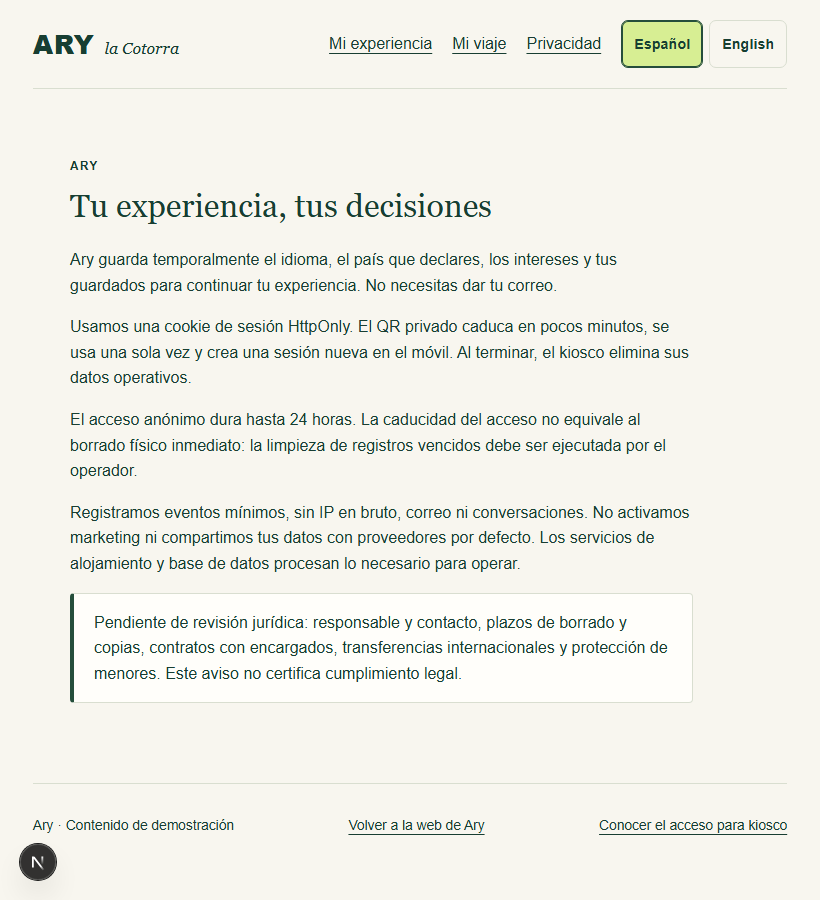 ARY la Cotorra
Mi experiencia
Mi viaje
Privacidad
Español
English
ARY
Tu experiencia, tus decisiones
Ary guarda temporalmente el idioma, el país que declares, los intereses y tus
guardados para continuar tu experiencia. No necesitas dar tu correo.
Usamos una cookie de sesión HttpOnly. El QR privado caduca en pocos minutos, se
usa una sola vez y crea una sesión nueva en el móvil. Al terminar, el kiosco elimina sus
datos operativos.
El acceso anónimo dura hasta 24 horas. La caducidad del acceso no equivale al
borrado físico inmediato: la limpieza de registros vencidos debe ser ejecutada por el
operador.
Registramos eventos mínimos, sin IP en bruto, correo ni conversaciones. No activamos
marketing ni compartimos tus datos con proveedores por defecto. Los servicios de
alojamiento y base de datos procesan lo necesario para operar.
Pendiente de revisión jurídica: responsable y contacto, plazos de borrado y
copias, contratos con encargados, transferencias internacionales y protección de
menores. Este aviso no certifica cumplimiento legal.
Ary · Contenido de demostración
Volver a la web de Ary
Conocer el acceso para kiosco
N